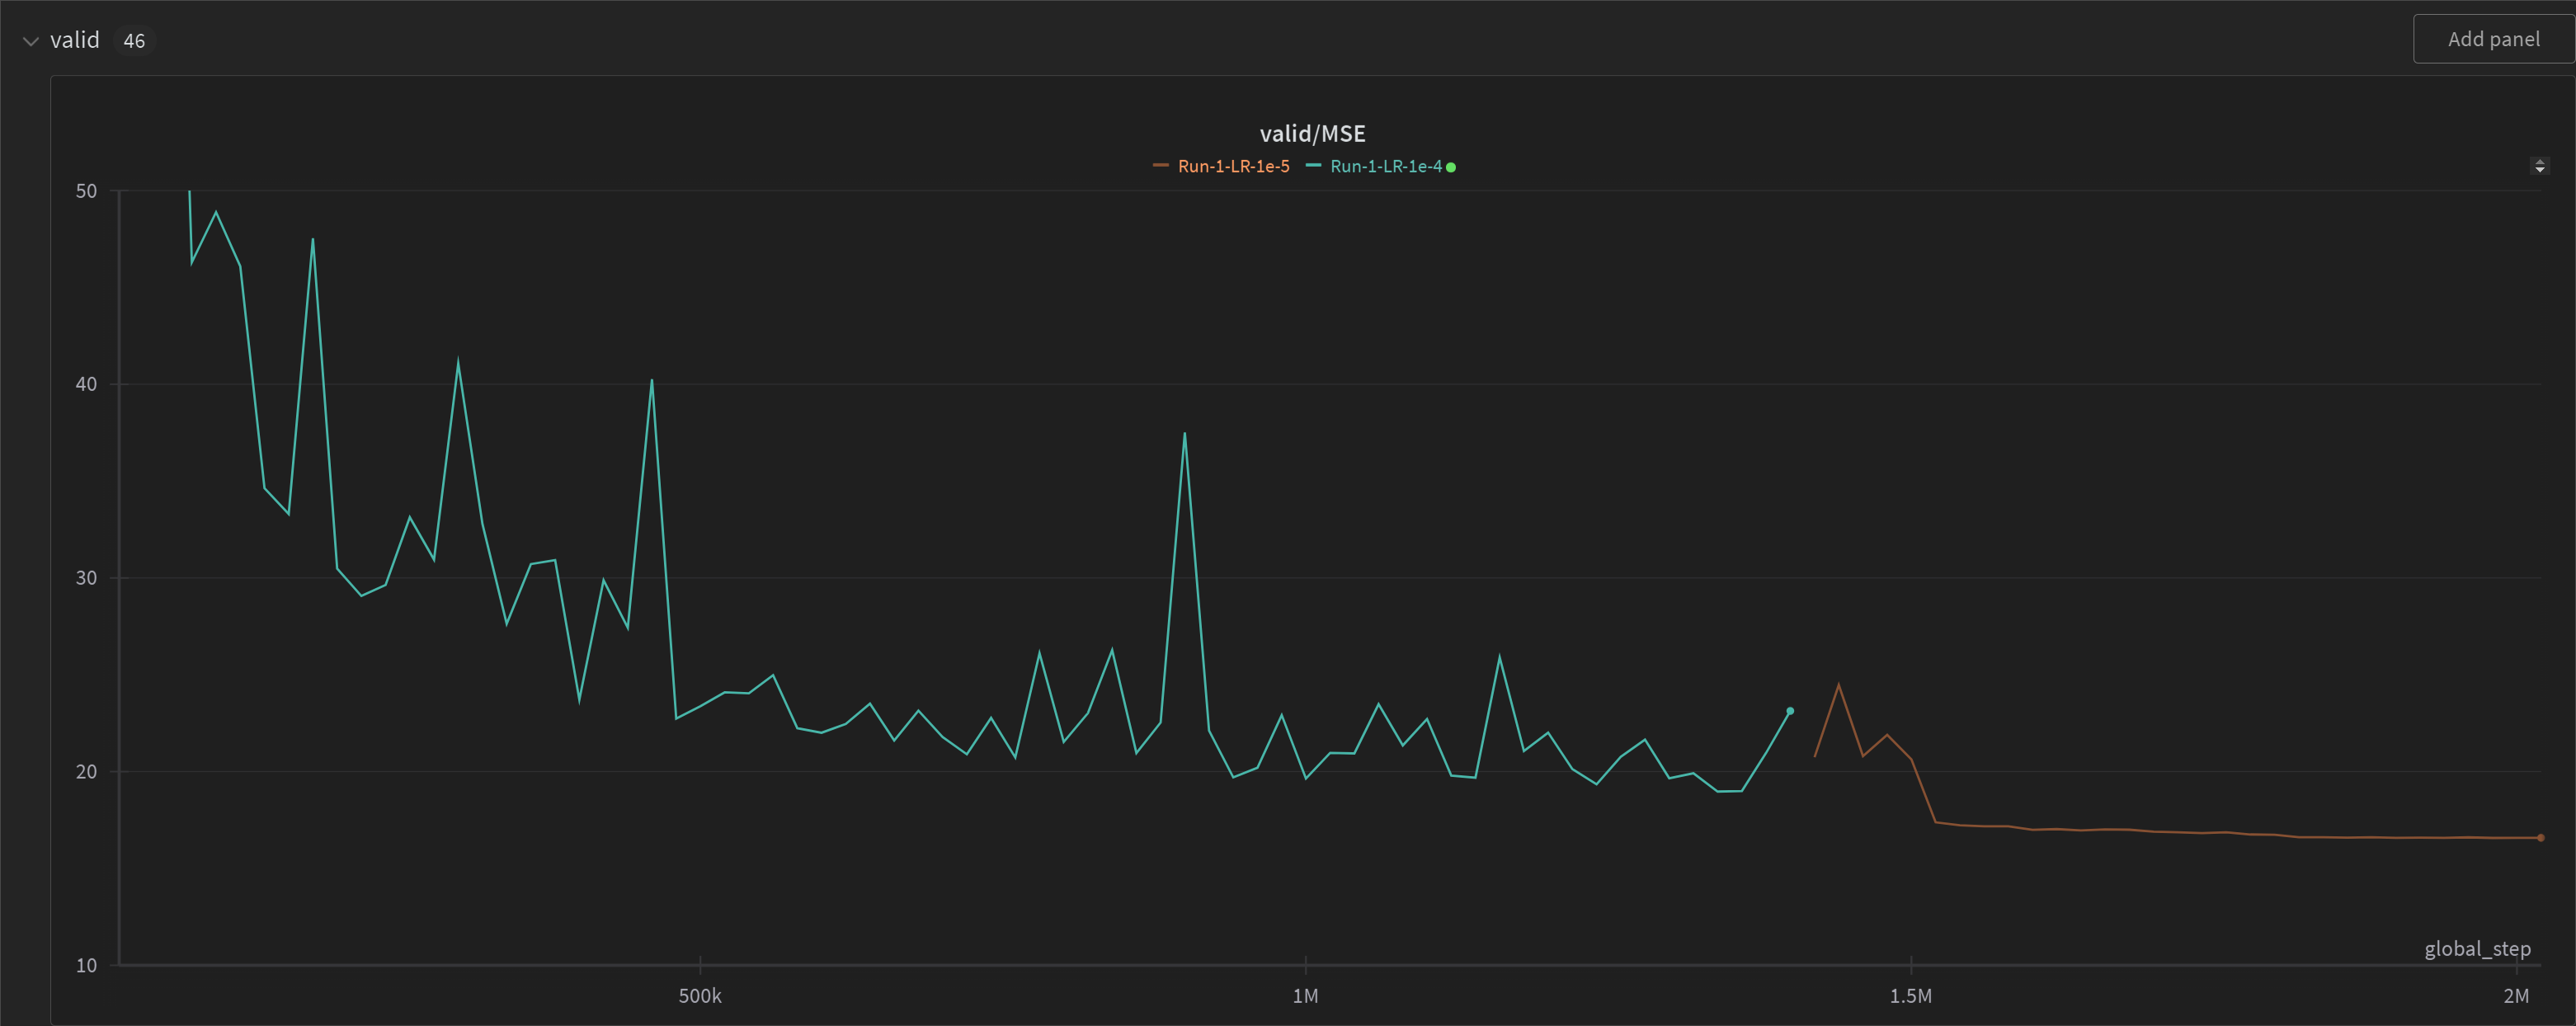 valid 46
Add panel
valid/MSE
Run-1-LR-1e-5 Run-1-LR-1e-4
50
40
30
20
10
global_step
500k 1M 1.5M 2M